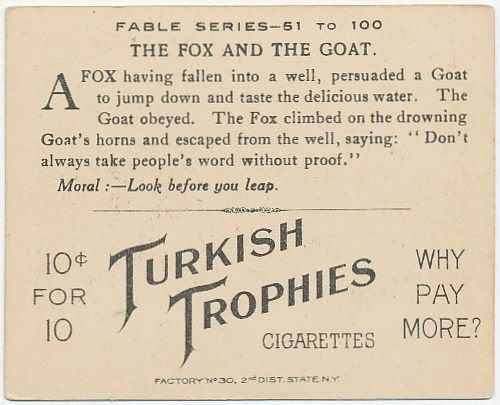 FABLE SERIES—51 TO 100
THE FOX AND THE GOAT.
A FOX having fallen into a well, persuaded a Goat
to jump down and taste the delicious water. The
Goat obeyed. The Fox climbed on the drowning
Goat's horns and escaped from the well, saying: "Don't
always take people's word without proof."
Moral:—Look before you leap.
10¢
FOR
10
TURKISH
TROPHIES
CIGARETTES
WHY
PAY
MORE?
FACTORY Nº 30, 2ND DIST. STATE N.Y.